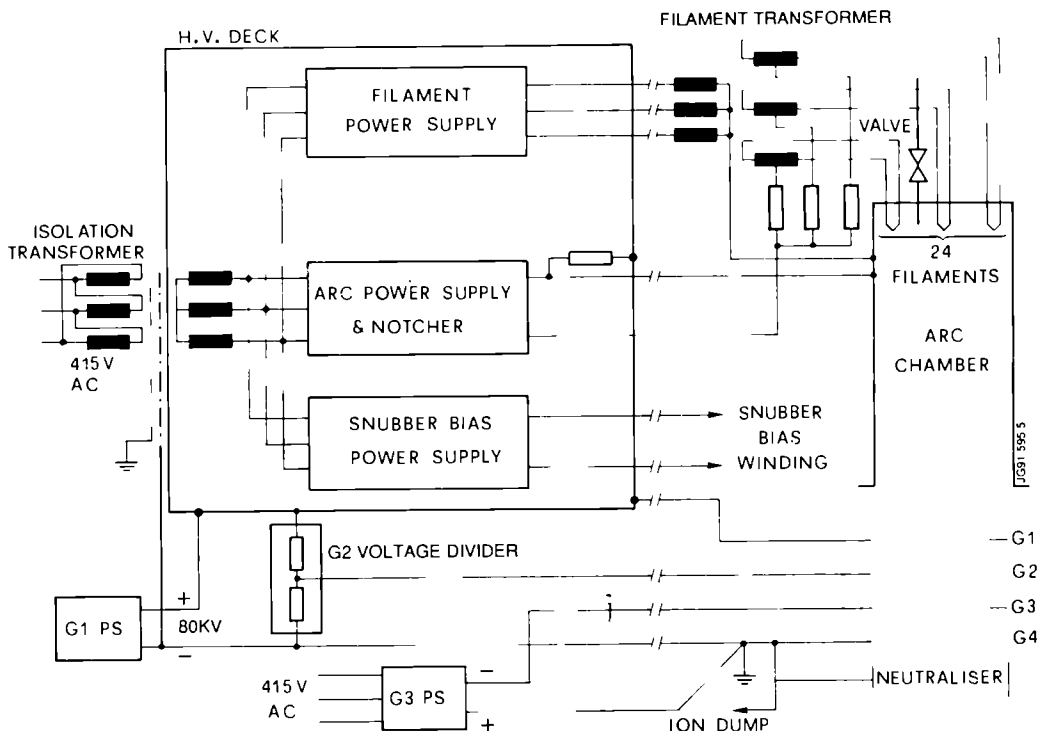 FILAMENT TRANSFORMER
H.V. DECK
FILAMENT
POWER SUPPLY
VALVE
ISOLATION
TRANSFORMER
24
FILAMENTS
ARC POWER SUPPLY
& NOTCHER
ARC
CHAMBER
415V
AC
SNUBBER BIAS
POWER SUPPLY
SNUBBER
BIAS
WINDING
JG91 595 5
G2 VOLTAGE DIVIDER
G1
G2
G1 PS
+
80KV
−
G3
G4
415V
AC
G3 PS
−
+
NEUTRALISER
ION DUMP